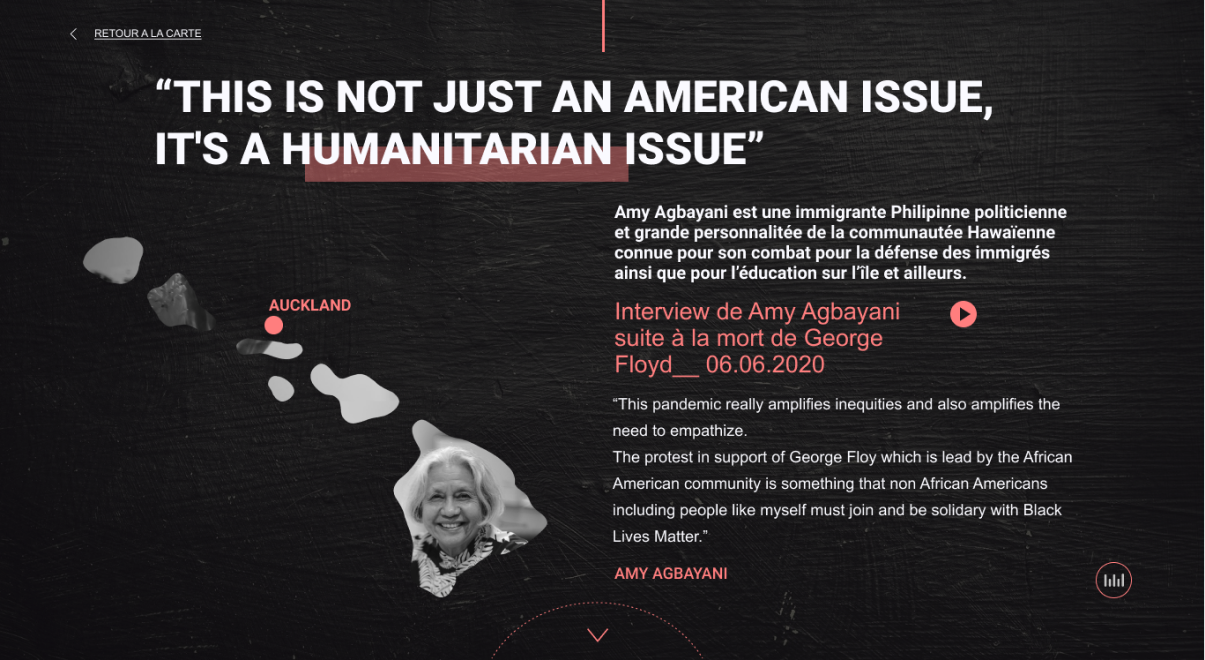 RETOUR A LA CARTE
“THIS IS NOT JUST AN AMERICAN ISSUE,
IT'S A HUMANITARIAN ISSUE”
Amy Agbayani est une immigrante Philipinne politicienne
et grande personnalitée de la communautée Hawaïenne
connue pour son combat pour la défense des immigrés
ainsi que pour l’éducation sur l’île et ailleurs.
AUCKLAND
Interview de Amy Agbayani
suite à la mort de George
Floyd__ 06.06.2020
“This pandemic really amplifies inequities and also amplifies the
need to empathize.
The protest in support of George Floy which is lead by the African
American community is something that non African Americans
including people like myself must join and be solidary with Black
Lives Matter.”
AMY AGBAYANI